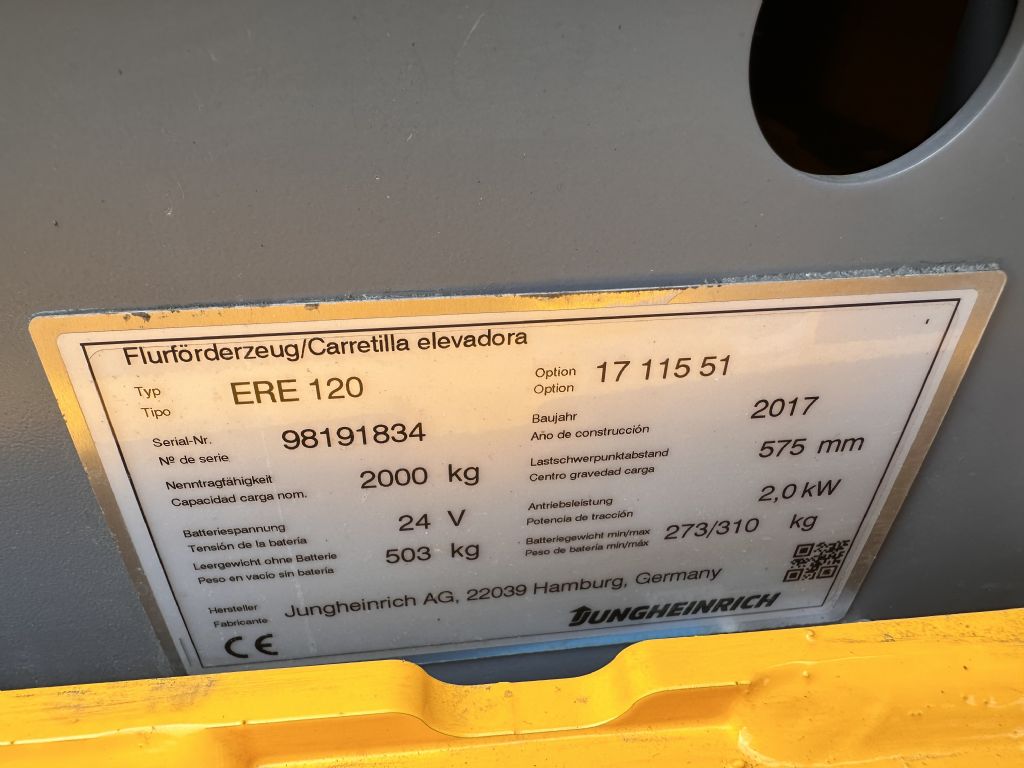 Flurförderzeug/Carretilla elevadora
Typ
Tipo
ERE 120
Option
Option
17 115 51
Serial-Nr.
Nº de serie
98191834
Baujahr
Año de construcción
2017
Nenntragfähigkeit
Capacidad carga nom.
2000 kg
Lastschwerpunktabstand
Centro gravedad carga
575 mm
Batteriespannung
Tensión de la batería
24 V
Antriebsleistung
Potencia de tracción
2,0 kW
Leergewicht ohne Batterie
Peso en vacio sin batería
503 kg
Batteriegewicht min/max
Peso de batería min/máx
273/310 kg
Hersteller
Fabricante
Jungheinrich AG, 22039 Hamburg, Germany
CE
JUNGHEINRICH